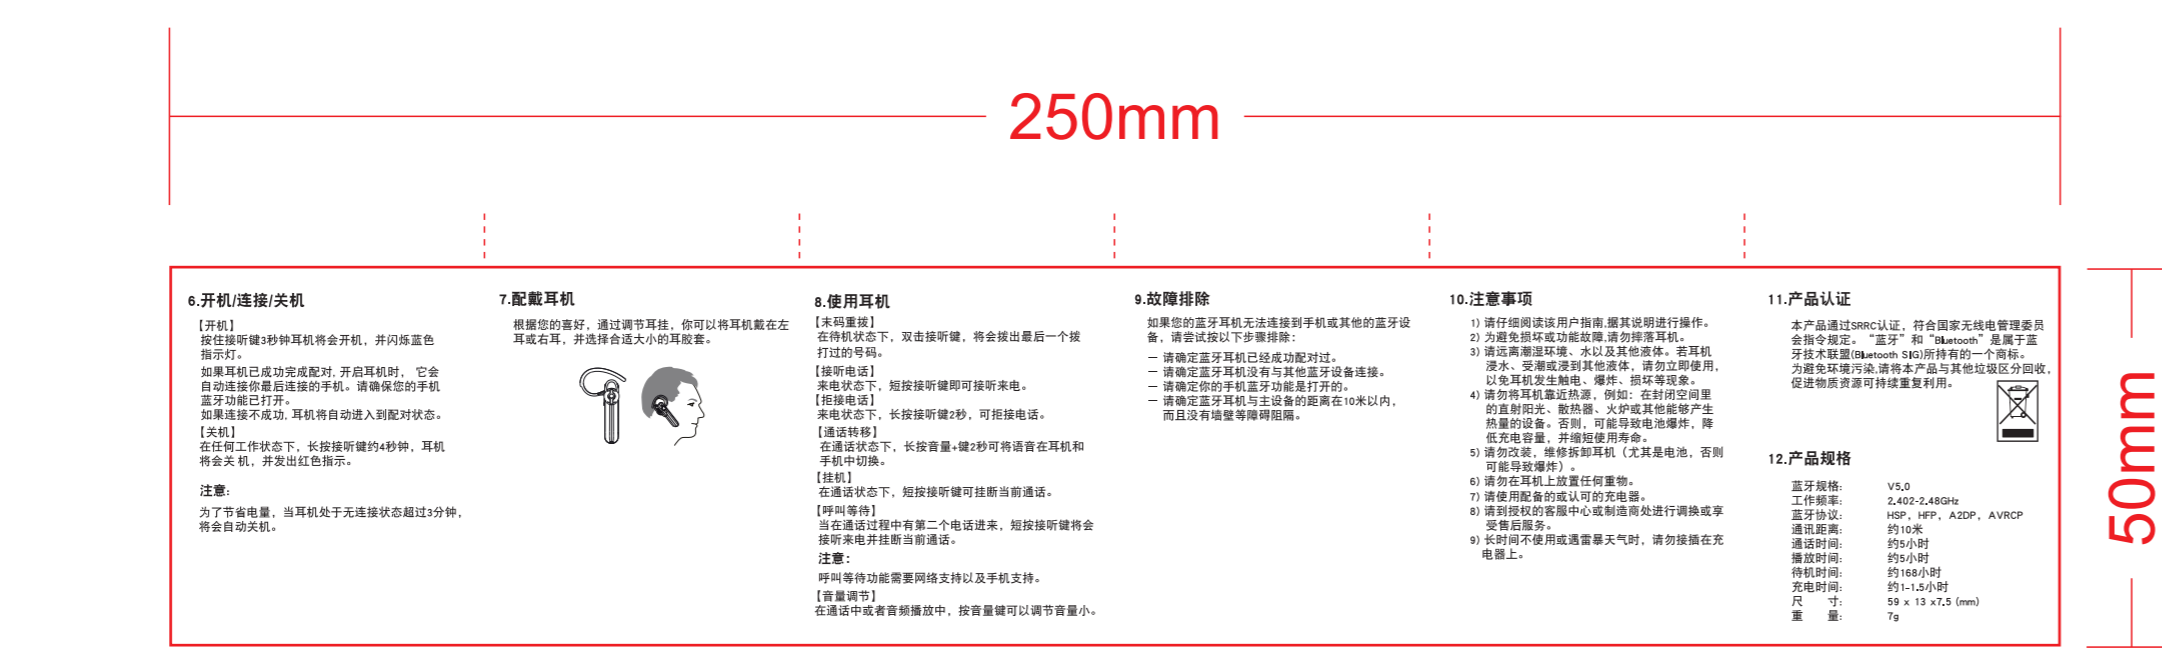 250mm
50mm
6.开机/连接/关机
【开机】
按住接听键3秒钟耳机将会开机，并闪烁蓝色
指示灯。
如果耳机已成功完成配对, 开启耳机时， 它会
自动连接你最后连接的手机。请确保您的手机
蓝牙功能已打开。
如果连接不成功, 耳机将自动进入到配对状态。
【关机】
在任何工作状态下，长按接听键约4秒钟，耳机
将会关 机，并发出红色指示。
注意：
为了节省电量，当耳机处于无连接状态超过3分钟，
将会自动关机。
7.配戴耳机
根据您的喜好，通过调节耳挂，你可以将耳机戴在左
耳或右耳，并选择合适大小的耳胶套。
8.使用耳机
【末码重拨】
在待机状态下，双击接听键，将会拨出最后一个拨
打过的号码。
【接听电话】
来电状态下，短按接听键即可接听来电。
【拒接电话】
来电状态下，长按接听键2秒，可拒接电话。
【通话转移】
在通话状态下，长按音量+键2秒可将语音在耳机和
手机中切换。
【挂机】
在通话状态下，短按接听键可挂断当前通话。
【呼叫等待】
当在通话过程中有第二个电话进来，短按接听键将会
接听来电并挂断当前通话。
注意：
呼叫等待功能需要网络支持以及手机支持。
【音量调节】
在通话中或者音频播放中，按音量键可以调节音量小。
9.故障排除
如果您的蓝牙耳机无法连接到手机或其他的蓝牙设
备，请尝试按以下步骤排除：
— 请确定蓝牙耳机已经成功配对过。
— 请确定蓝牙耳机没有与其他蓝牙设备连接。
— 请确定你的手机蓝牙功能是打开的。
— 请确定蓝牙耳机与主设备的距离在10米以内，
而且没有墙壁等障碍阻隔。
10.注意事项
1) 请仔细阅读该用户指南,据其说明进行操作。
2) 为避免损坏或功能故障,请勿摔落耳机。
3) 请远离潮湿环境、水以及其他液体。若耳机
浸水、受潮或浸到其他液体，请勿立即使用，
以免耳机发生触电、爆炸、损坏等现象。
4) 请勿将耳机靠近热源，例如：在封闭空间里
的直射阳光、散热器、火炉或其他能够产生
热量的设备。否则，可能导致电池爆炸，降
低充电容量，并缩短使用寿命。
5) 请勿改装，维修拆卸耳机（尤其是电池，否则
可能导致爆炸）。
6) 请勿在耳机上放置任何重物。
7) 请使用配备的或认可的充电器。
8) 请到授权的客服中心或制造商处进行调换或享
受售后服务。
9) 长时间不使用或遇雷暴天气时，请勿接插在充
电器上。
11.产品认证
本产品通过SRRC认证，符合国家无线电管理委员
会指令规定。“蓝牙”和“Bluetooth”是属于蓝
牙技术联盟(Bluetooth SIG)所持有的一个商标。
为避免环境污染,请将本产品与其他垃圾区分回收，
促进物质资源可持续重复利用。
12.产品规格
蓝牙规格： V5.0
工作频率： 2.402-2.48GHz
蓝牙协议： HSP，HFP，A2DP，AVRCP
通讯距离： 约10米
通话时间： 约5小时
播放时间： 约5小时
待机时间： 约168小时
充电时间： 约1-1.5小时
尺 寸： 59 x 13 x7.5 (mm)
重 量： 7g